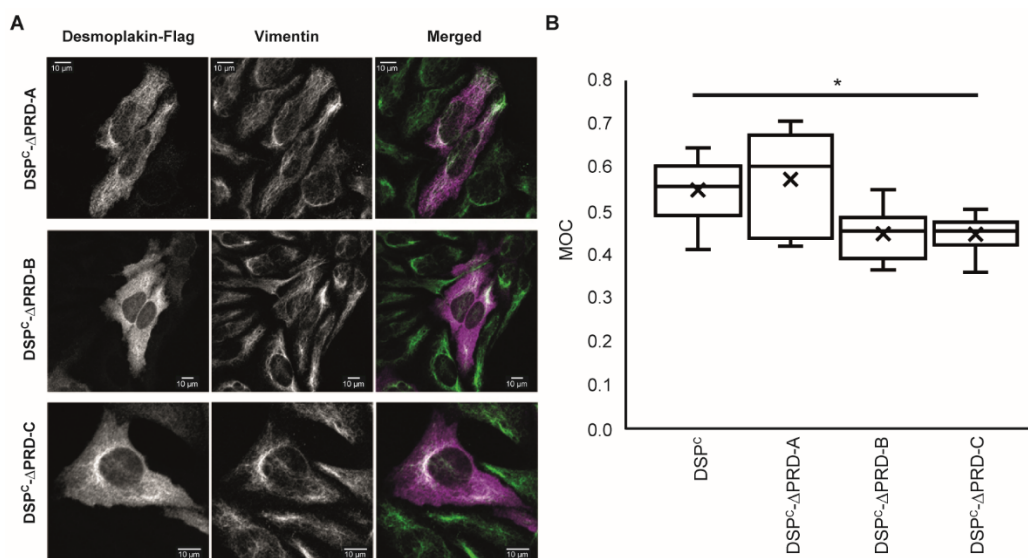 A
Desmoplakin-Flag Vimentin Merged
DSPᶜ-ΔPRD-A
10 µm 10 µm 10 µm
DSPᶜ-ΔPRD-B
10 µm 10 µm 10 µm
DSPᶜ-ΔPRD-C
10 µm 10 µm 10 µm
B
*
0.8
0.7
0.6
0.5
0.4
0.3
0.2
0.1
0.0
MOC
DSPᶜ
DSPᶜ-ΔPRD-A
DSPᶜ-ΔPRD-B
DSPᶜ-ΔPRD-C